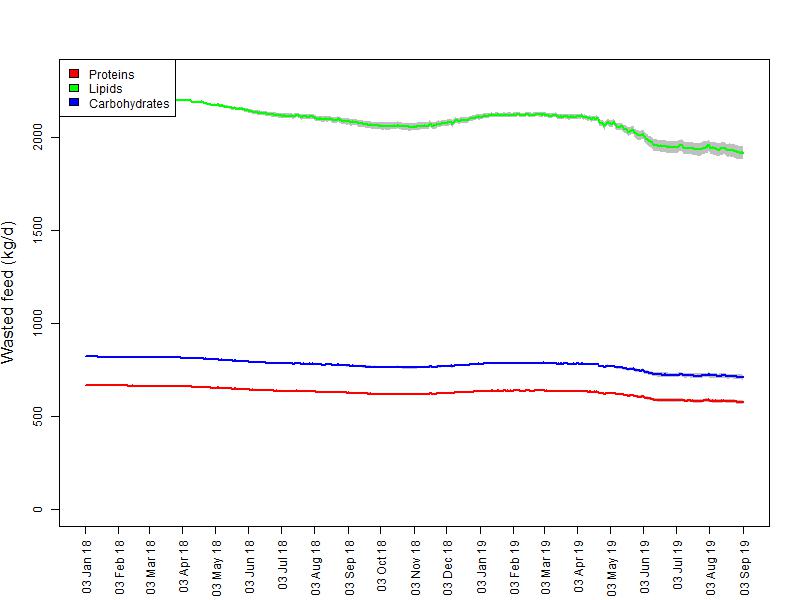 Proteins
Lipids
Carbohydrates
Wasted feed (kg/d)
2000
1500
1000
500
0
03 Jan 18
03 Feb 18
03 Mar 18
03 Apr 18
03 May 18
03 Jun 18
03 Jul 18
03 Aug 18
03 Sep 18
03 Oct 18
03 Nov 18
03 Dec 18
03 Jan 19
03 Feb 19
03 Mar 19
03 Apr 19
03 May 19
03 Jun 19
03 Jul 19
03 Aug 19
03 Sep 19